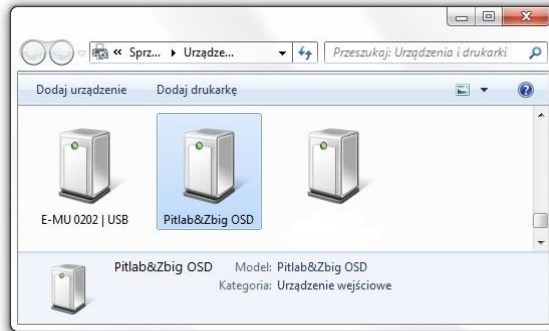 « Sprz... ▸ Urządze...
Przeszukaj: Urządzenia i drukarki
Dodaj urządzenie Dodaj drukarkę
E-MU 0202 | USB Pitlab&Zbig OSD
Pitlab&Zbig OSD Model: Pitlab&Zbig OSD
Kategoria: Urządzenie wejściowe